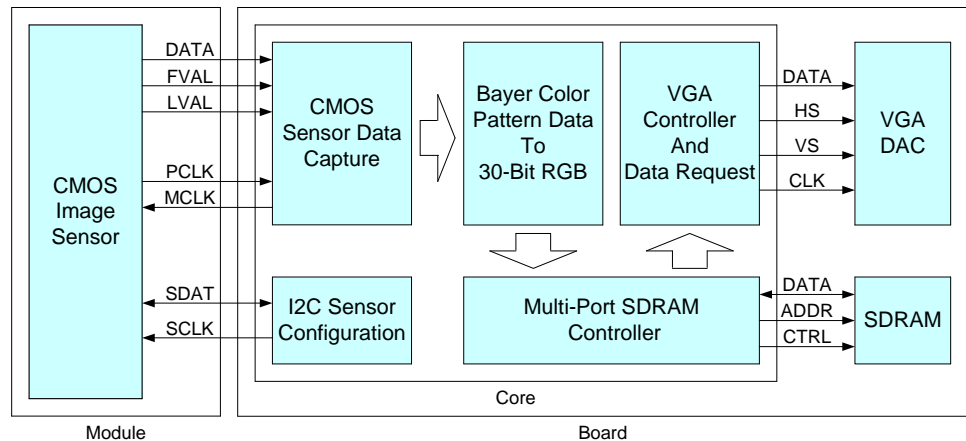 CMOS
Image
Sensor
DATA
FVAL
LVAL
PCLK
MCLK
SDAT
SCLK
CMOS
Sensor Data
Capture
I2C Sensor
Configuration
Bayer Color
Pattern Data
To
30-Bit RGB
VGA
Controller
And
Data Request
Multi-Port SDRAM
Controller
DATA
HS
VS
CLK
VGA
DAC
DATA
ADDR
CTRL
SDRAM
Core
Module
Board